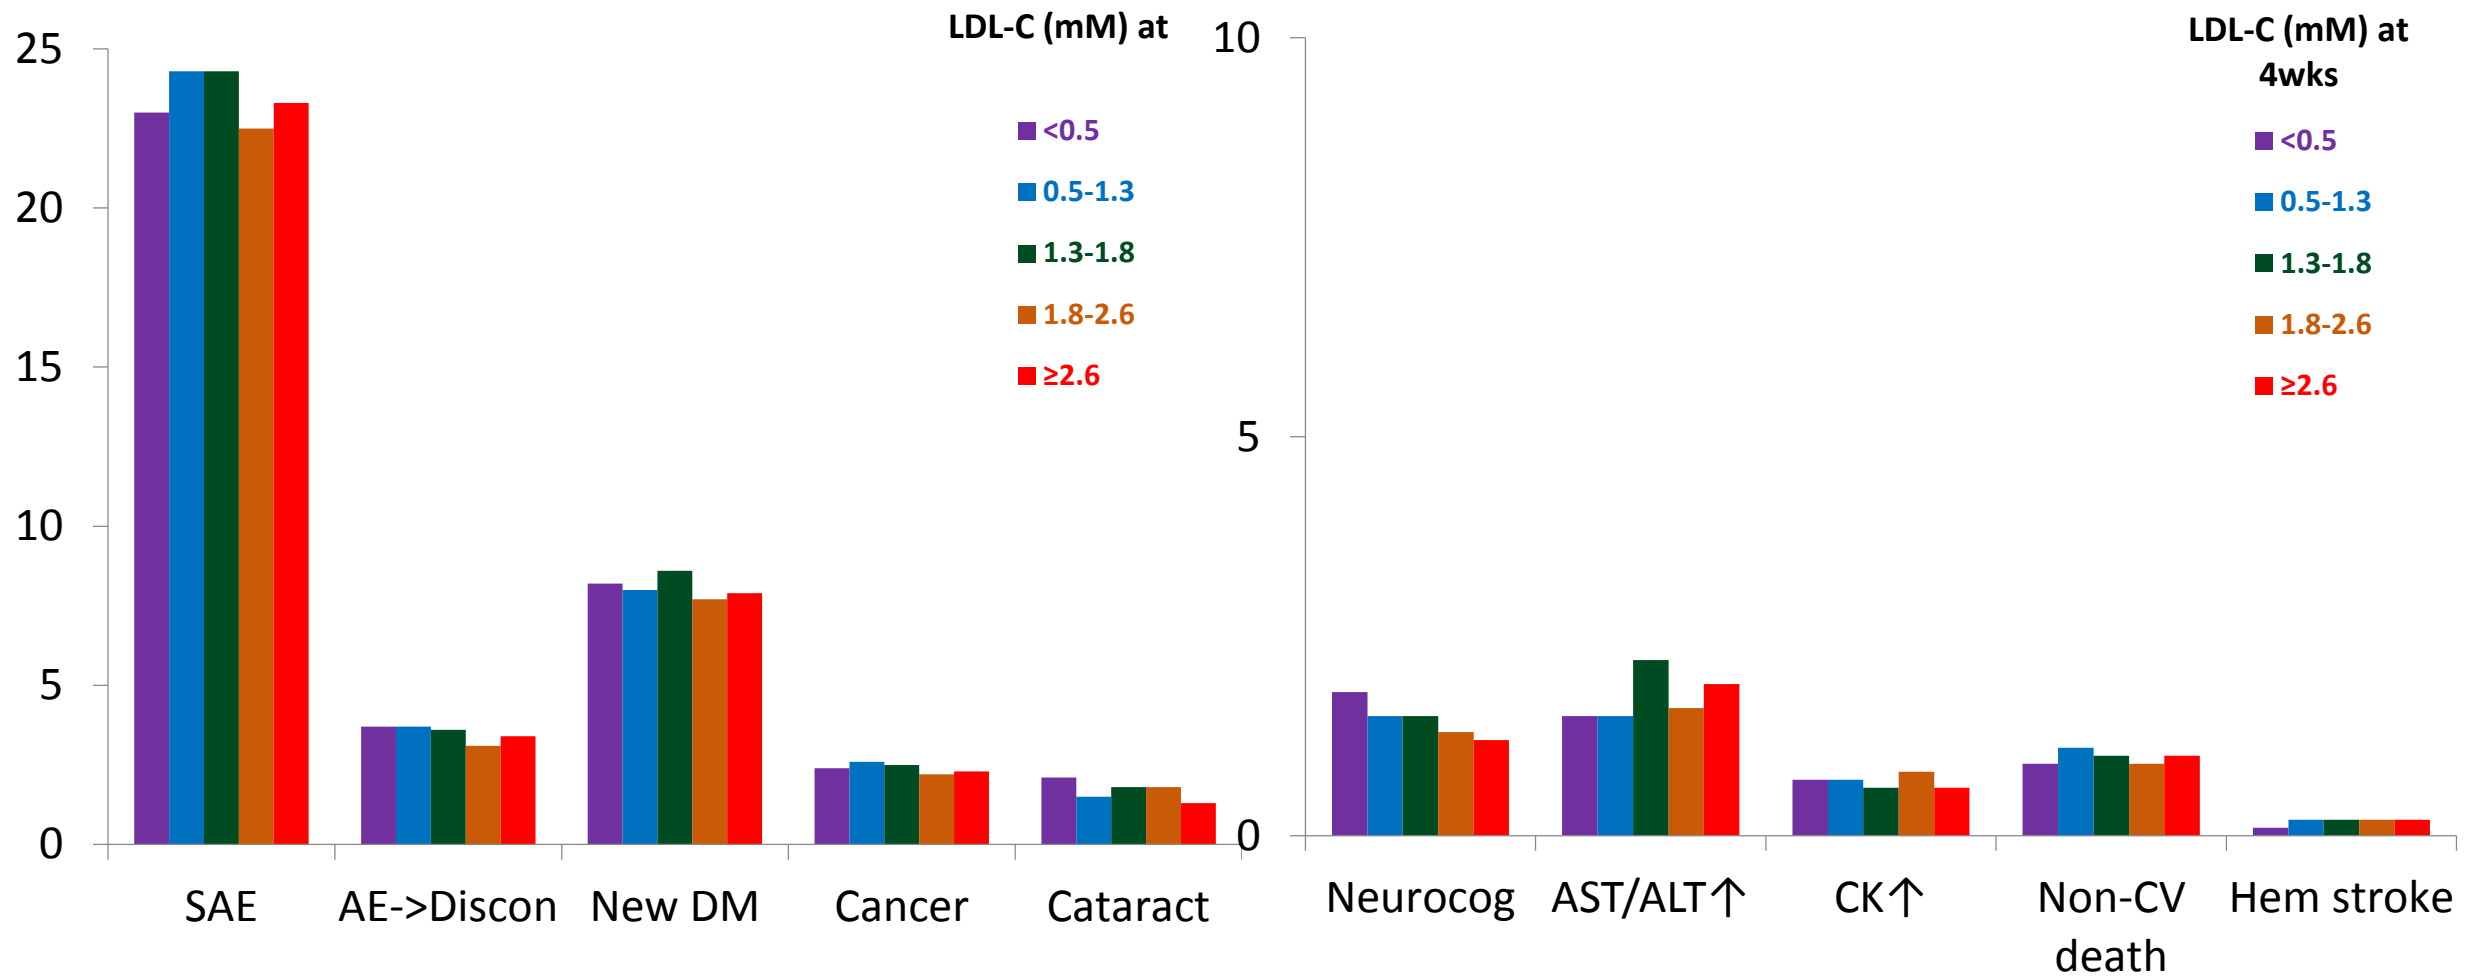 LDL-C (mM) at
25
20
15
10
5
0
<0.5
0.5-1.3
1.3-1.8
1.8-2.6
≥2.6
SAE
AE->Discon
New DM
Cancer
Cataract
LDL-C (mM) at
4wks
10
5
0
<0.5
0.5-1.3
1.3-1.8
1.8-2.6
≥2.6
Neurocog
AST/ALT↑
CK↑
Non-CV
death
Hem stroke